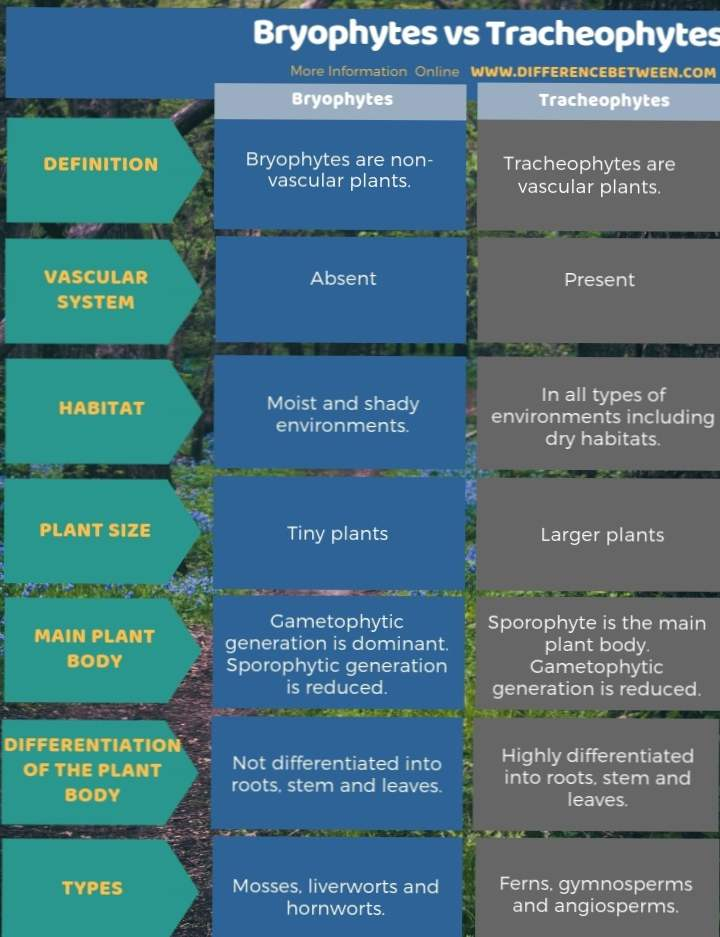 Bryophytes vs Tracheophytes
More Information Online WWW.DIFFERENCEBETWEEN.COM
Bryophytes
Tracheophytes
DEFINITION
Bryophytes are non-
vascular plants.
Tracheophytes are
vascular plants.
VASCULAR
SYSTEM
Absent
Present
HABITAT
Moist and shady
environments.
In all types of
environments including
dry habitats.
PLANT SIZE
Tiny plants
Larger plants
MAIN PLANT
BODY
Gametophytic
generation is dominant.
Sporophytic generation
is reduced.
Sporophyte is the main
plant body.
Gametophytic
generation is reduced.
DIFFERENTIATION
OF THE PLANT
BODY
Not differentiated into
roots, stem and leaves.
Highly differentiated
into roots, stem and
leaves.
TYPES
Mosses, liverworts and
hornworts.
Ferns, gymnosperms
and angiosperms.